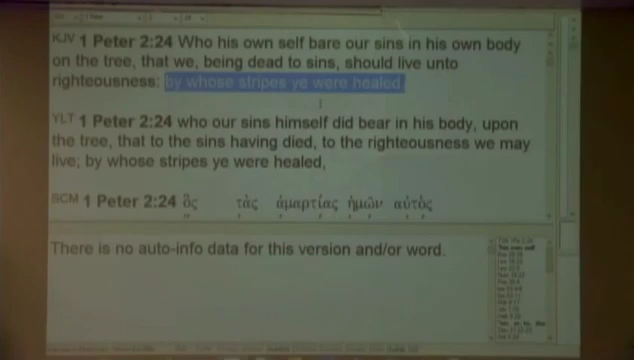 KJV 1 Peter 2:24 Who his own self bare our sins in his own body
on the tree, that we, being dead to sins, should live unto
righteousness: by whose stripes ye were healed.
YLT 1 Peter 2:24 who our sins himself did bear in his body, upon
the tree, that to the sins having died, to the righteousness we may
live; by whose stripes ye were healed,
SCM 1 Peter 2:24 ὃς τὰς ἁμαρτίας ἡμῶν αὐτὸς
There is no auto-info data for this version and/or word.